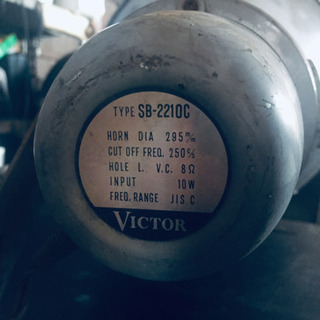 TYPE SB-2210C
HORN DIA 295 m/m
CUT OFF FREQ. 250 c/s
HOLE L. V.C. 8Ω
INPUT 10W
FREQ. RANGE JIS C
VICTOR